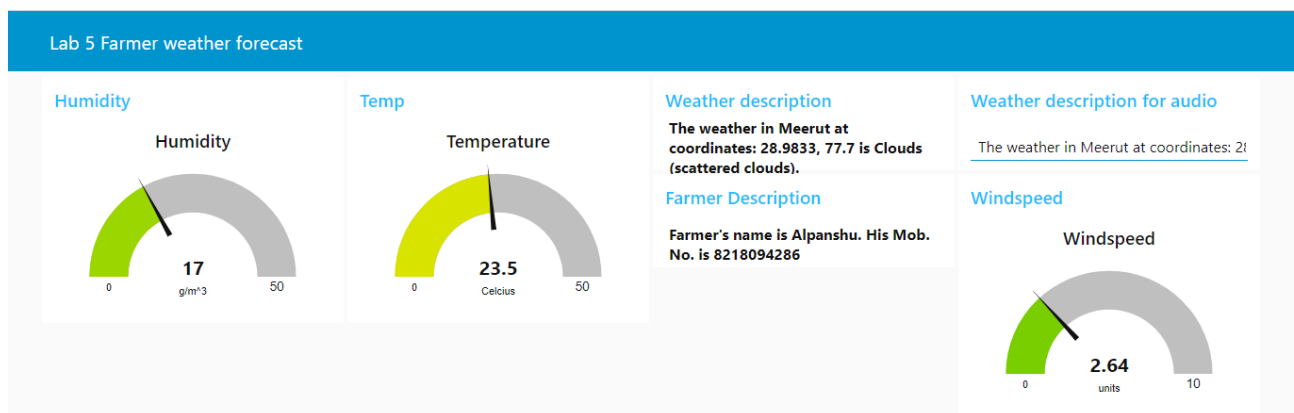 Lab 5 Farmer weather forecast
Humidity
Humidity
17
g/m^3
0
50
Temp
Temperature
23.5
Celcius
0
50
Weather description
The weather in Meerut at
coordinates: 28.9833, 77.7 is Clouds
(scattered clouds).
Weather description for audio
The weather in Meerut at coordinates: 28
Farmer Description
Farmer's name is Alpanshu. His Mob.
No. is 8218094286
Windspeed
Windspeed
2.64
units
0
10